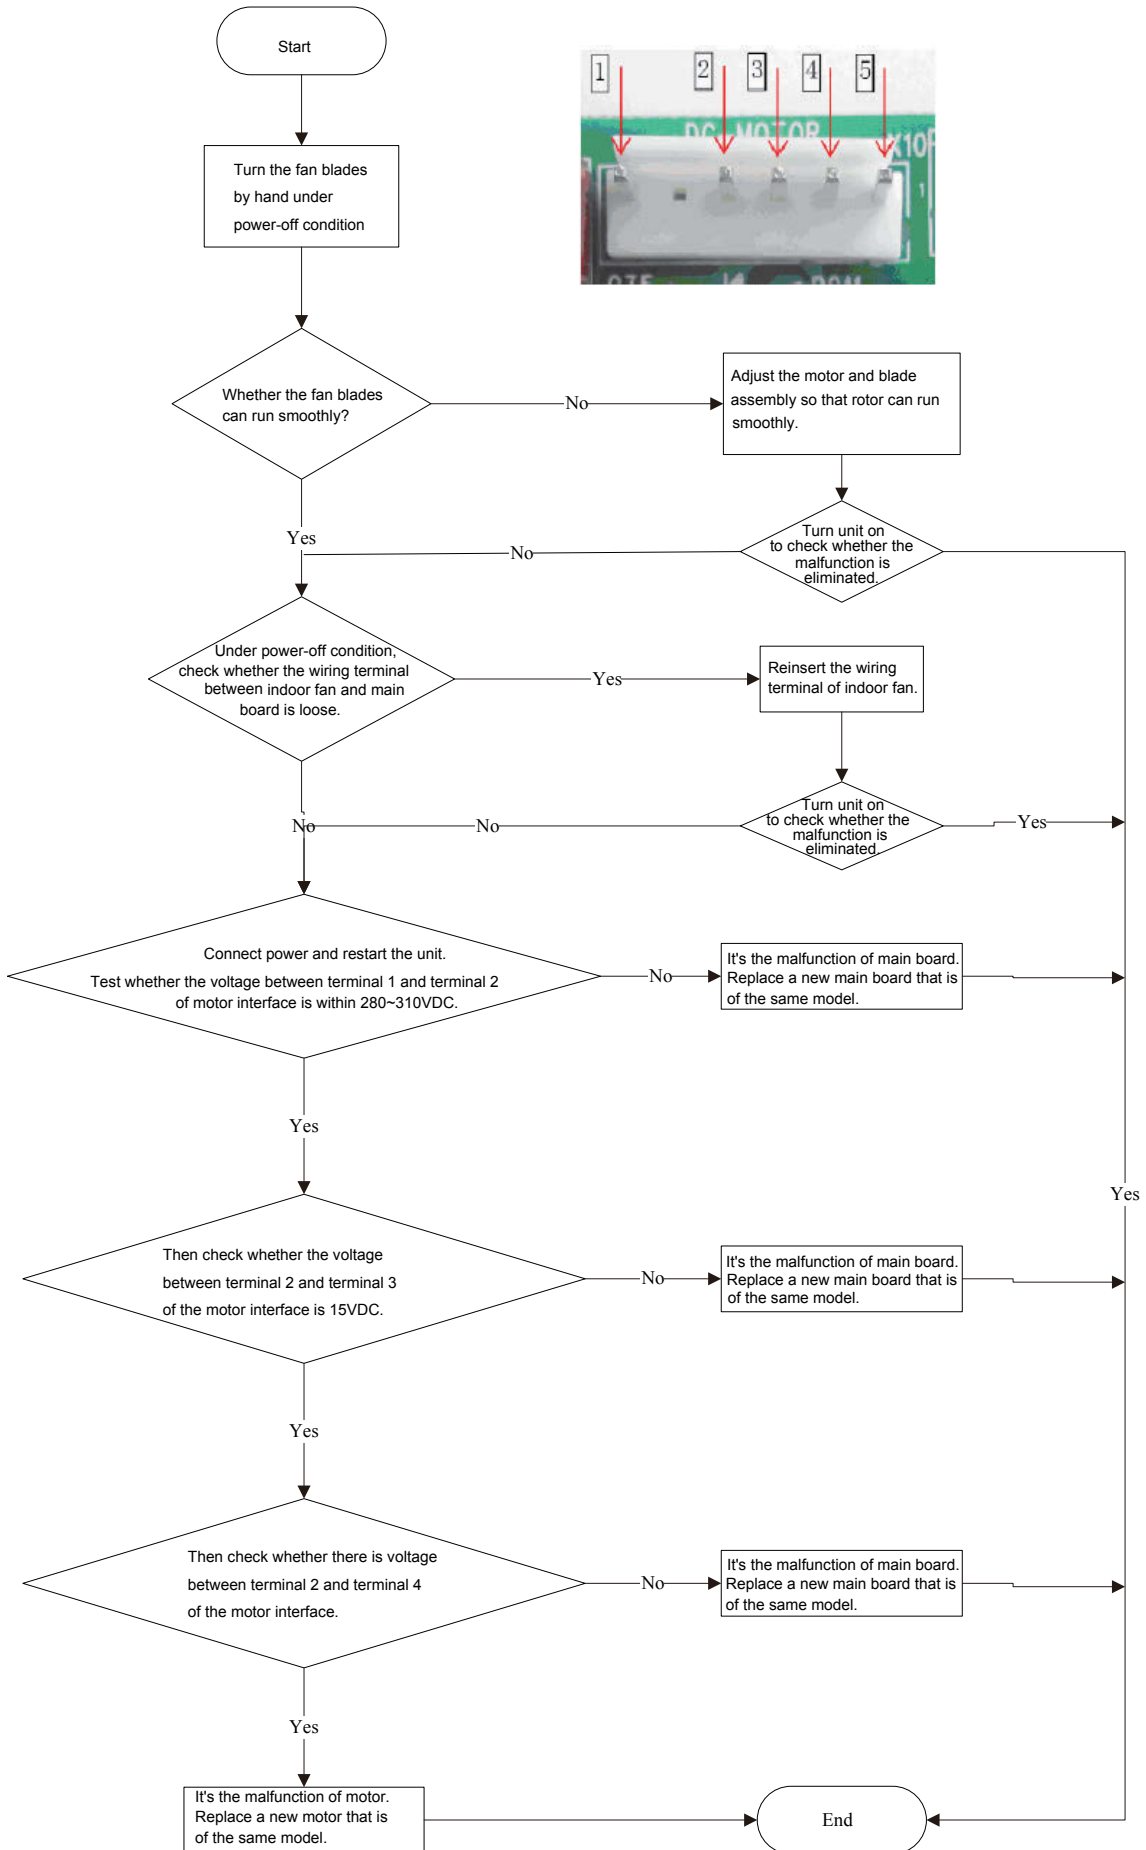 Start
1 2 3 4 5
DC MOTOR
1
Turn the fan blades
by hand under
power-off condition
Whether the fan blades
can run smoothly?
No
Adjust the motor and blade
assembly so that rotor can run
smoothly.
Yes
Turn unit on
to check whether the
malfunction is
eliminated.
No
Under power-off condition,
check whether the wiring terminal
between indoor fan and main
board is loose.
Yes
Reinsert the wiring
terminal of indoor fan.
Turn unit on
to check whether the
malfunction is
eliminated.
No
No
Yes
Connect power and restart the unit.
Test whether the voltage between terminal 1 and terminal 2
of motor interface is within 280~310VDC.
No
It's the malfunction of main board.
Replace a new main board that is
of the same model.
Yes
Yes
Then check whether the voltage
between terminal 2 and terminal 3
of the motor interface is 15VDC.
No
It's the malfunction of main board.
Replace a new main board that is
of the same model.
Yes
Then check whether there is voltage
between terminal 2 and terminal 4
of the motor interface.
No
It's the malfunction of main board.
Replace a new main board that is
of the same model.
Yes
It's the malfunction of motor.
Replace a new motor that is
of the same model.
End